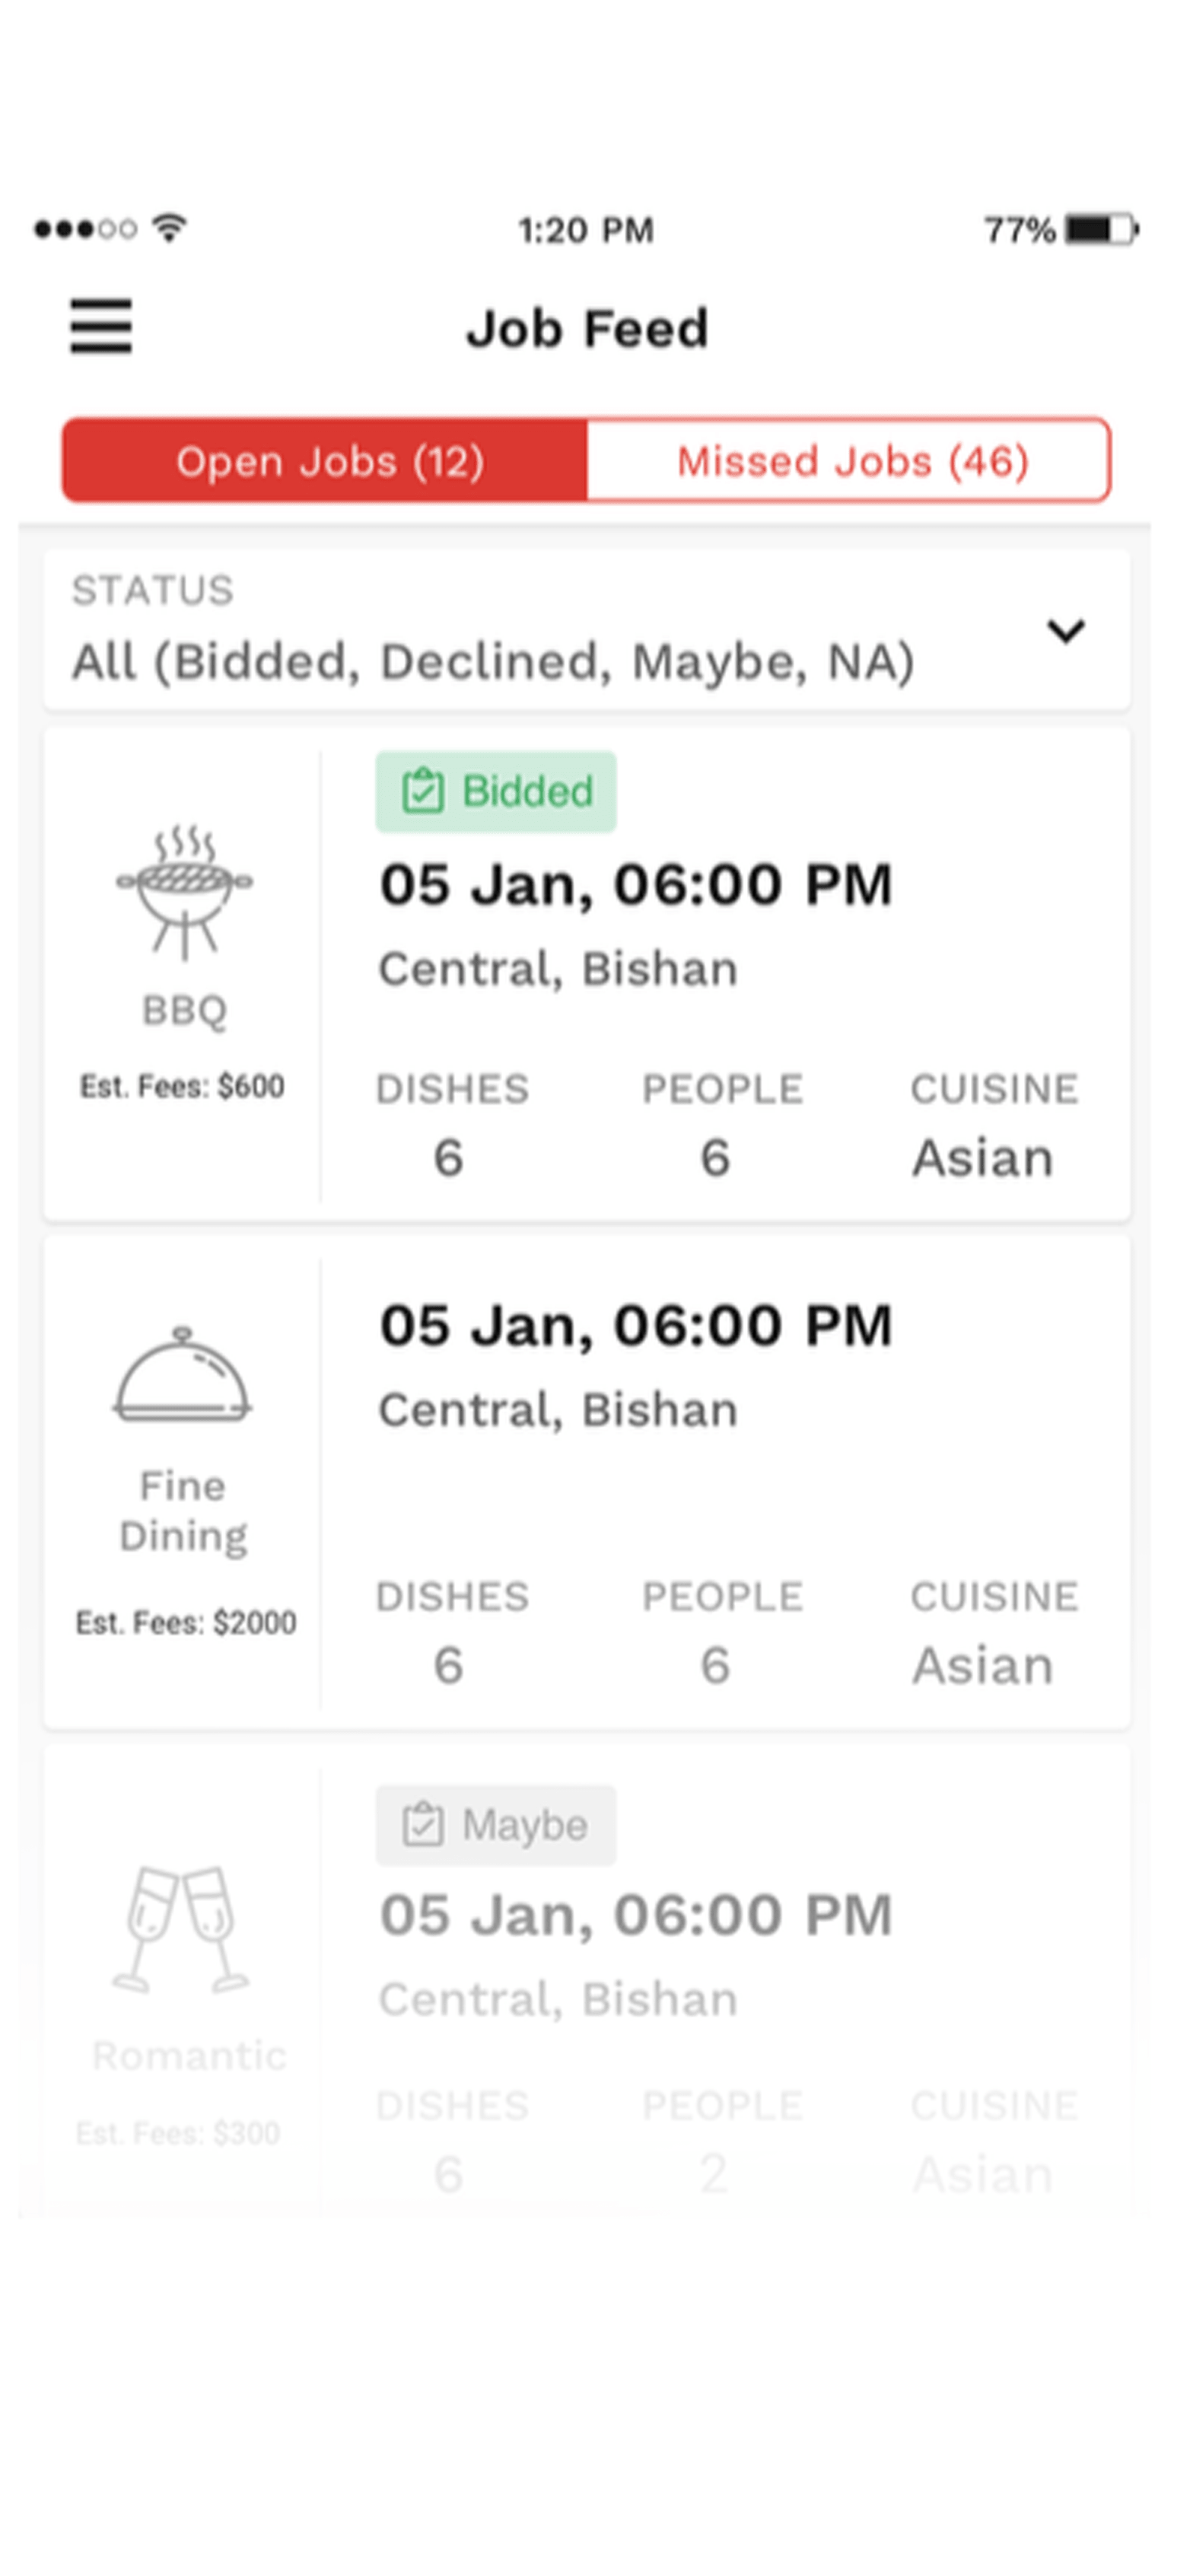 1:20 PM 77%
Job Feed
Open Jobs (12) Missed Jobs (46)
STATUS
All (Bidded, Declined, Maybe, NA)
Bidded
05 Jan, 06:00 PM
Central, Bishan
BBQ
Est. Fees: $600
DISHES PEOPLE CUISINE
6 6 Asian
05 Jan, 06:00 PM
Central, Bishan
Fine
Dining
Est. Fees: $2000
DISHES PEOPLE CUISINE
6 6 Asian
Maybe
05 Jan, 06:00 PM
Central, Bishan
Romantic
Est. Fees: $300
DISHES PEOPLE CUISINE
6 2 Asian